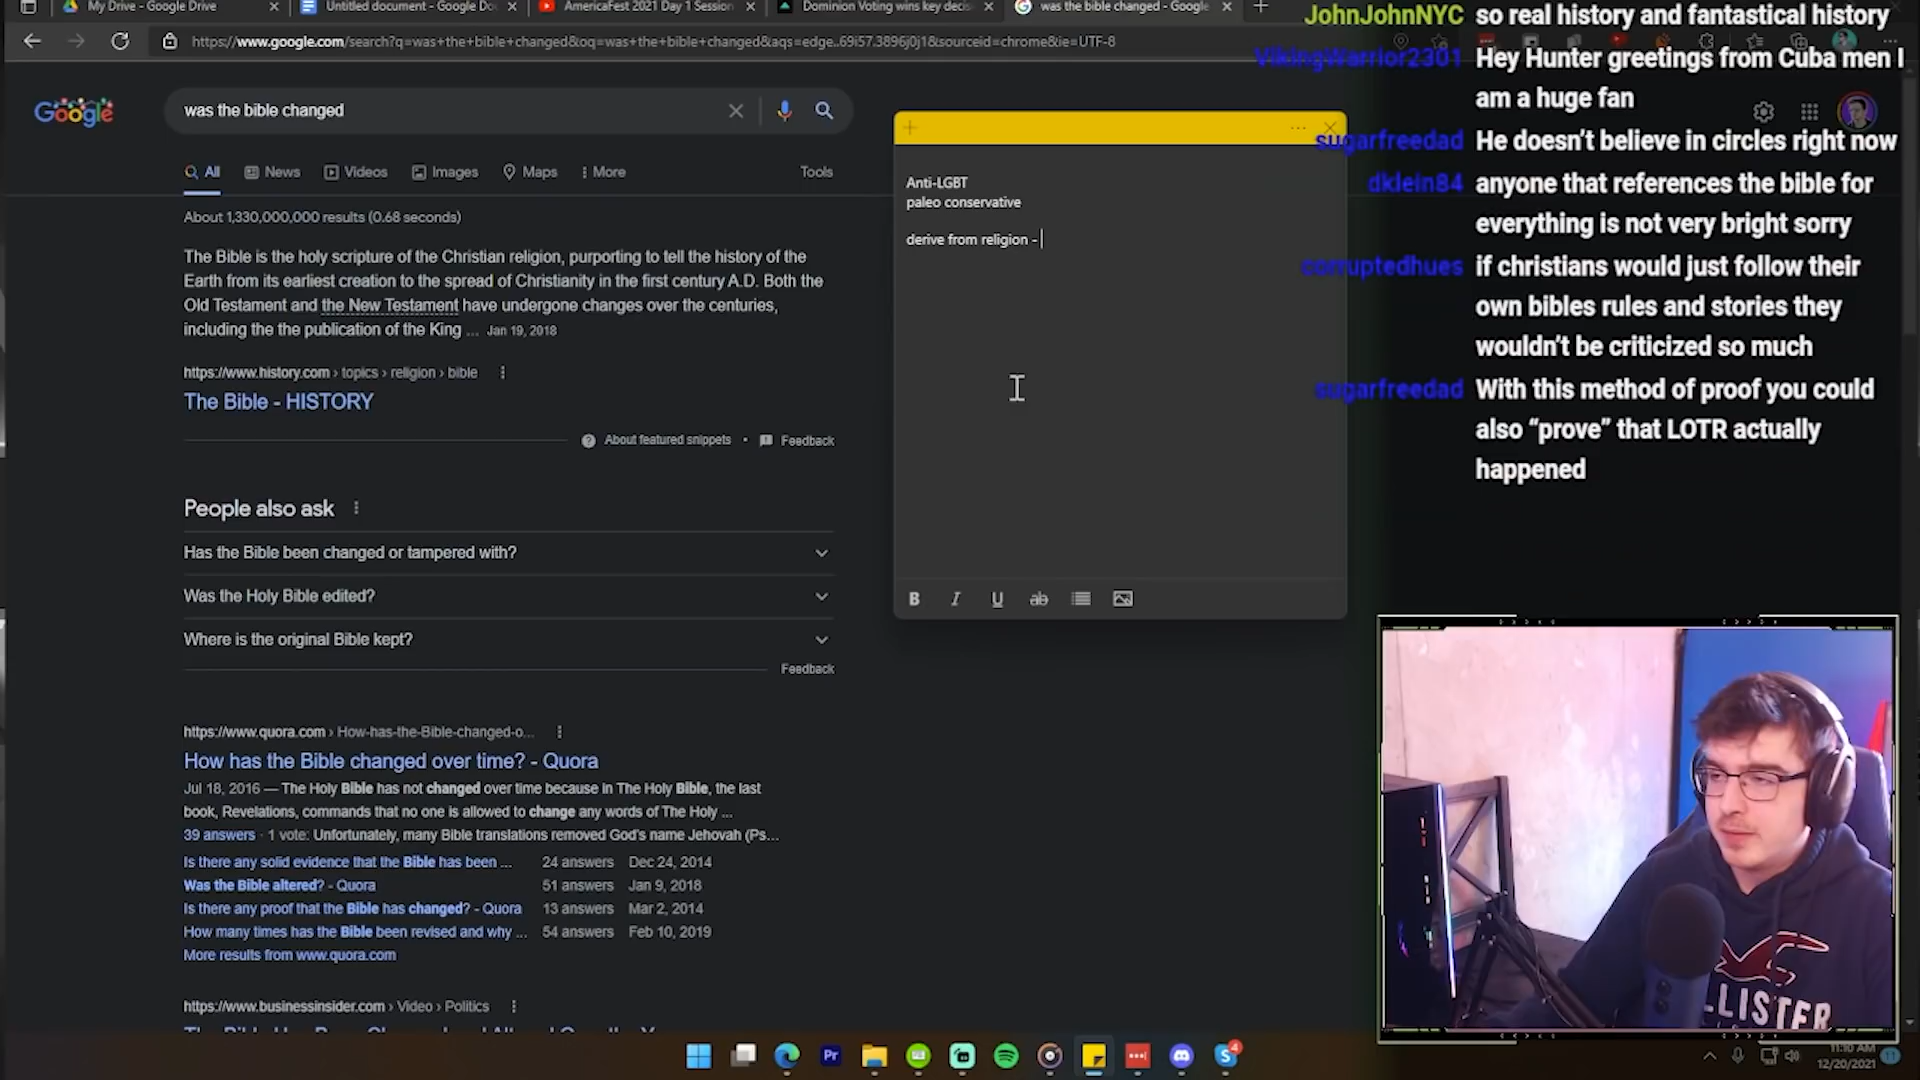 My Drive - Google Drive
Untitled document - Google Do
AmericaFest 2021 Day 1 Session
Dominion Voting wins key decis
was the bible changed - Google
https://www.google.com/search?q=was+the+bible+changed&oq=was+the+bible+changed&aqs=edge..69i57.3896j0j1&sourceid=chrome&ie=UTF-8
Google
was the bible changed
All
News
Videos
Images
Maps
More
Tools
About 1,330,000,000 results (0.68 seconds)
The Bible is the holy scripture of the Christian religion, purporting to tell the history of the
Earth from its earliest creation to the spread of Christianity in the first century A.D. Both the
Old Testament and the New Testament have undergone changes over the centuries,
including the the publication of the King ... Jan 19, 2018
https://www.history.com › topics › religion › bible
The Bible - HISTORY
About featured snippets
Feedback
People also ask
Has the Bible been changed or tampered with?
Was the Holy Bible edited?
Where is the original Bible kept?
Feedback
https://www.quora.com › How-has-the-Bible-changed-o...
How has the Bible changed over time? - Quora
Jul 18, 2016 — The Holy Bible has not changed over time because in The Holy Bible, the last
book, Revelations, commands that no one is allowed to change any words of The Holy ...
39 answers · 1 vote: Unfortunately, many Bible translations removed God's name Jehovah (Ps...
Is there any solid evidence that the Bible has been ... 24 answers Dec 24, 2014
Was the Bible altered? - Quora 51 answers Jan 9, 2018
Is there any proof that the Bible has changed? - Quora 13 answers Mar 2, 2014
How many times has the Bible been revised and why ... 54 answers Feb 10, 2019
More results from www.quora.com
https://www.businessinsider.com › Video › Politics
Anti-LGBT
paleo conservative
derive from religion -
B I U ab
JohnJohnNYC so real history and fantastical history
VikingWarrior2301 Hey Hunter greetings from Cuba men I
am a huge fan
sugarfreedad He doesn't believe in circles right now
dklein84 anyone that references the bible for
everything is not very bright sorry
corruptedhues if christians would just follow their
own bibles rules and stories they
wouldn't be criticized so much
sugarfreedad With this method of proof you could
also “prove” that LOTR actually
happened
LLISTER
Pr
4
11:10 AM
12/20/2021
11